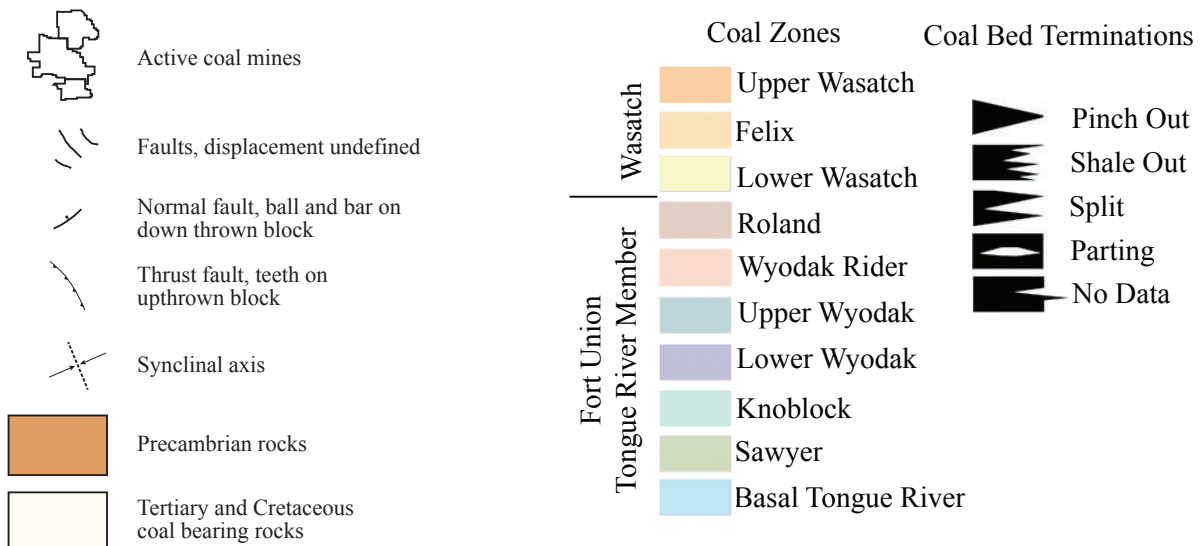 Active coal mines
Faults, displacement undefined
Normal fault, ball and bar on
down thrown block
Thrust fault, teeth on
upthrown block
Synclinal axis
Precambrian rocks
Tertiary and Cretaceous
coal bearing rocks
Coal Zones
Wasatch
Upper Wasatch
Felix
Lower Wasatch
Fort Union
Tongue River Member
Roland
Wyodak Rider
Upper Wyodak
Lower Wyodak
Knoblock
Sawyer
Basal Tongue River
Coal Bed Terminations
Pinch Out
Shale Out
Split
Parting
No Data